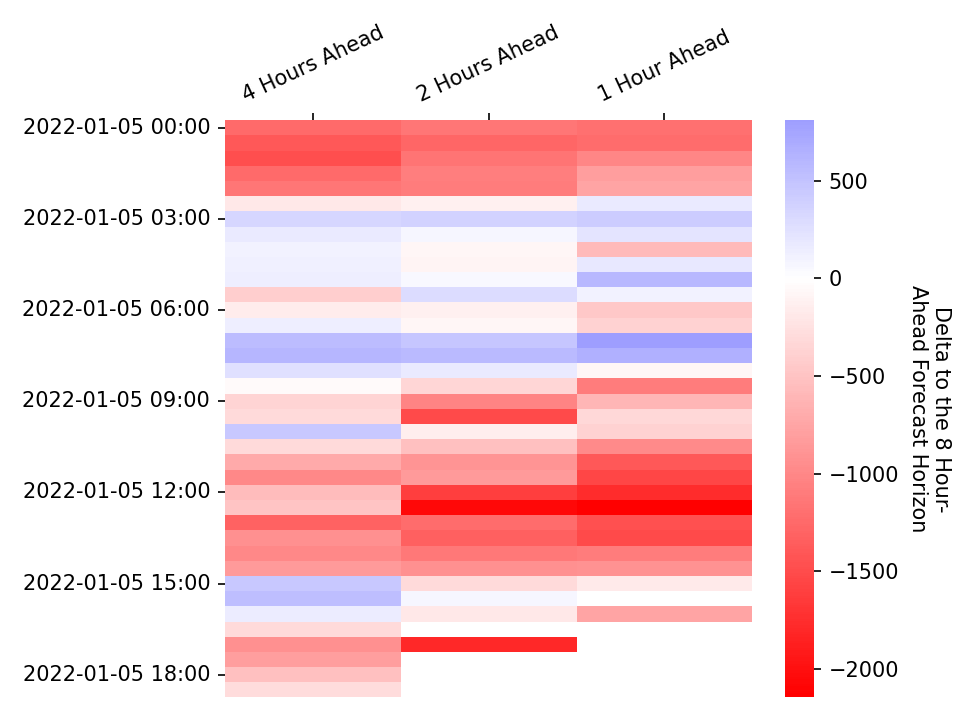 4 Hours Ahead
2 Hours Ahead
1 Hour Ahead
2022-01-05 00:00
2022-01-05 03:00
2022-01-05 06:00
2022-01-05 09:00
2022-01-05 12:00
2022-01-05 15:00
2022-01-05 18:00
500
0
−500
−1000
−1500
−2000
Delta to the 8 Hour-
Ahead Forecast Horizon